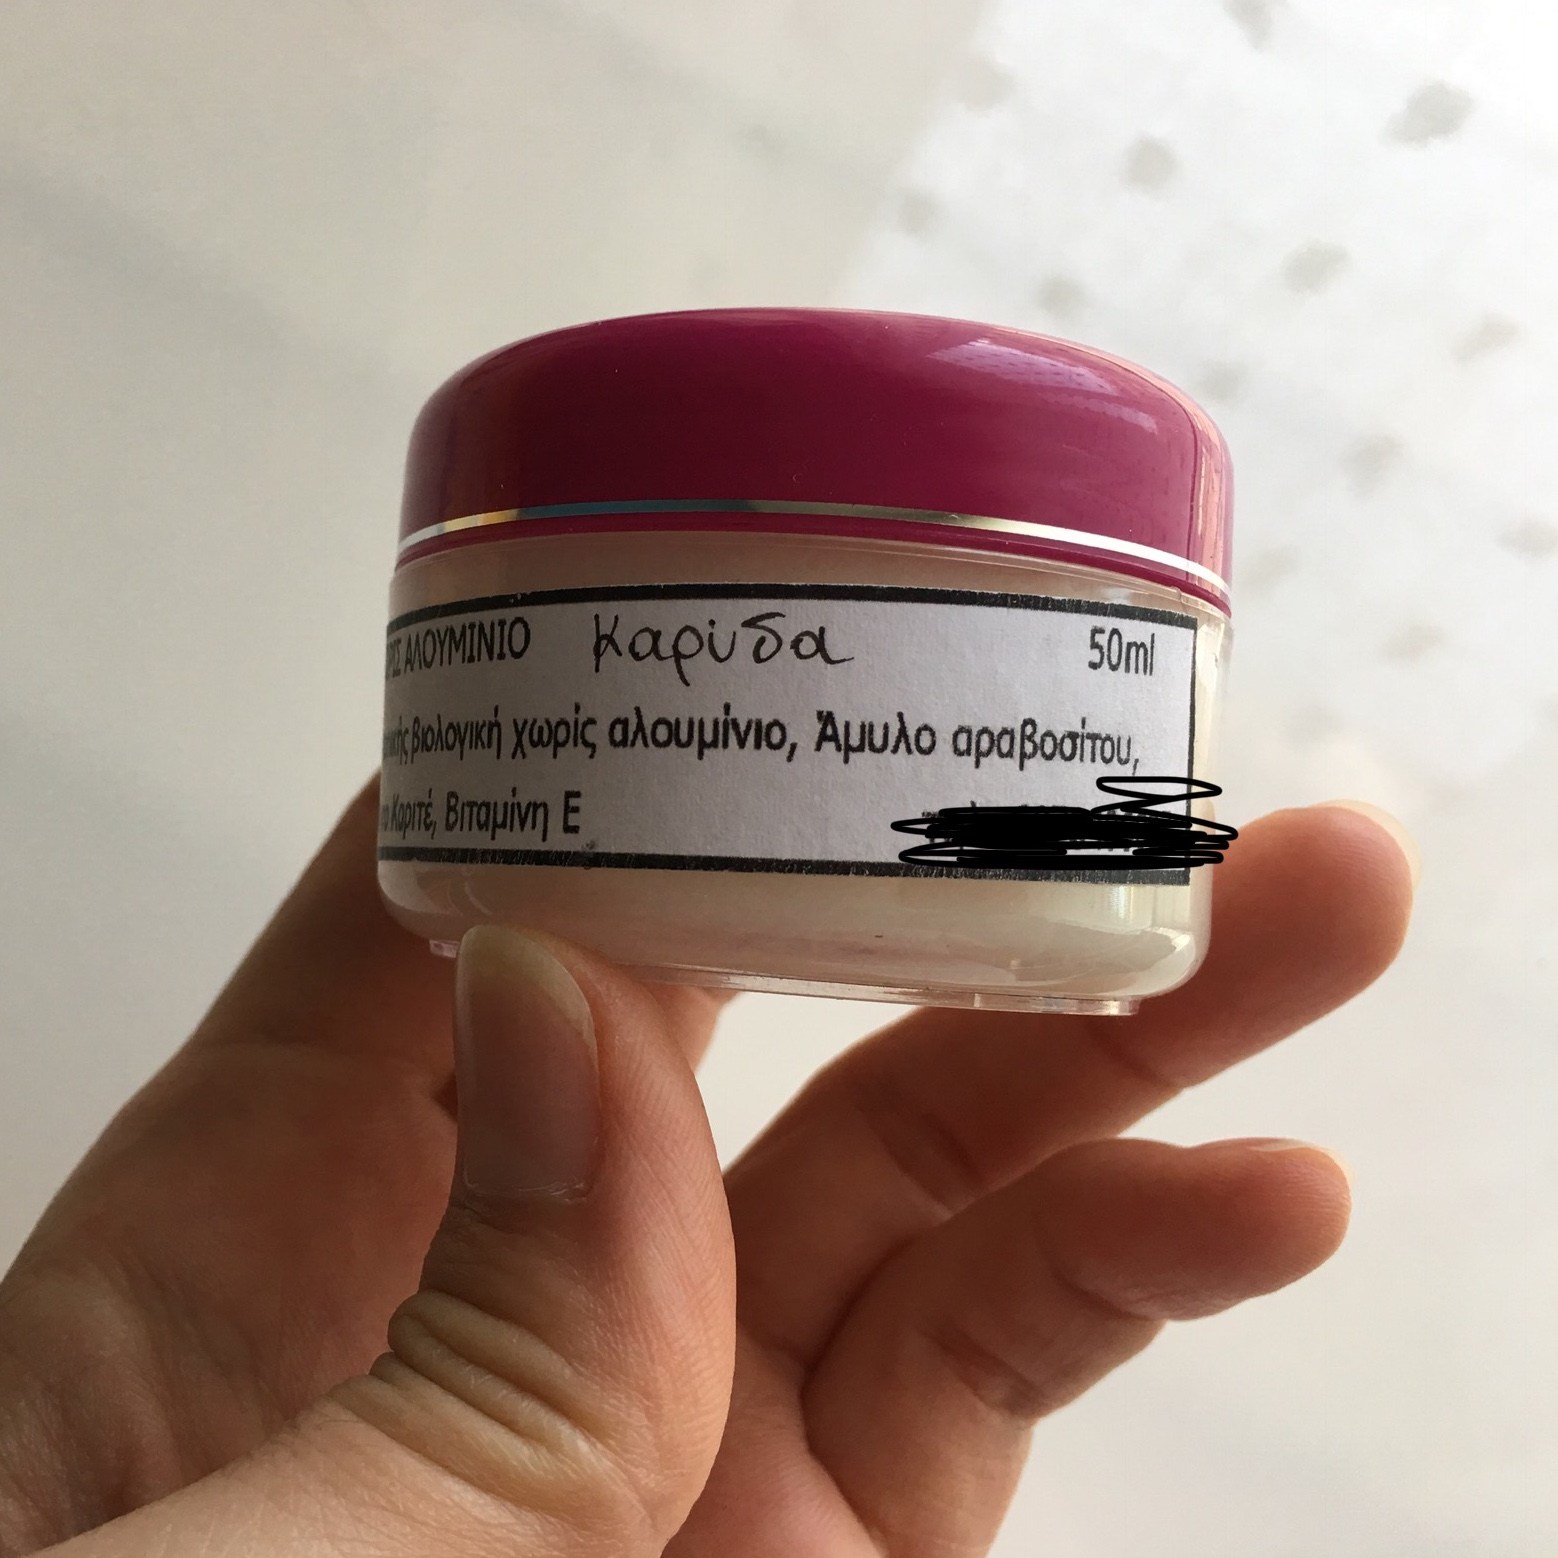 ΑΛΟΥΜΙΝΙΟ Καρύδα 50ml
βιολογική χωρίς αλουμίνιο, Άμυλο αραβοσίτου,
Καριτέ, Βιταμίνη Ε